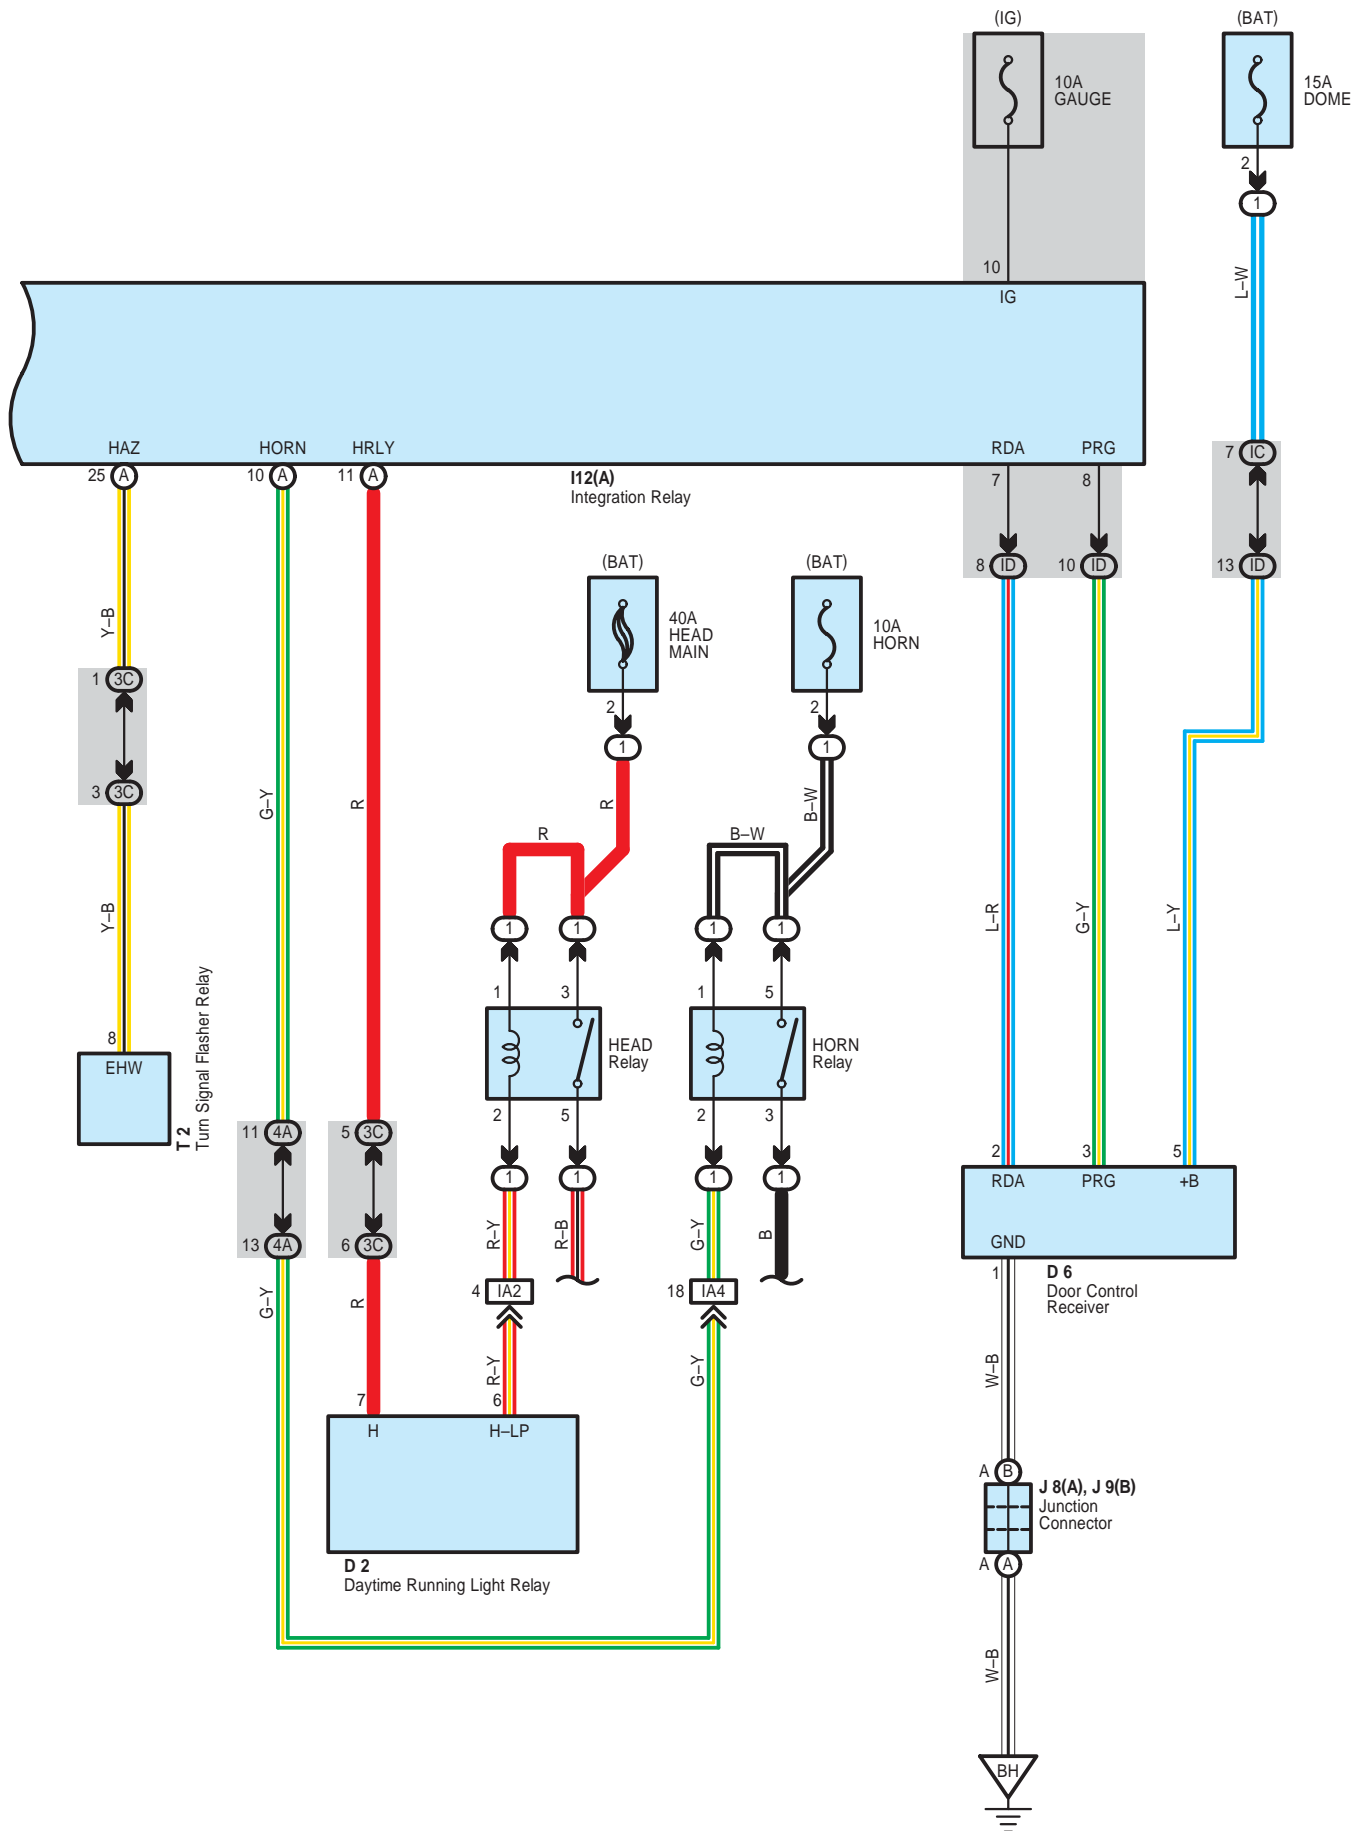 (IG)
(BAT)
10A
GAUGE
15A
DOME
2
1
10
IG
L–W
HAZ
HORN
HRLY
RDA
PRG
7 IC
25 A
10 A
11 A
I12(A)
Integration Relay
7
8
(BAT)
(BAT)
8 ID
10 ID
13 ID
40A
HEAD
MAIN
10A
HORN
Y–B
1 3C
2
2
1
1
3 3C
G–Y
R
R
B–W
R
B–W
Y–B
1
1
1
1
L–R
G–Y
L–Y
1
3
1
5
8
EHW
T 2
Turn Signal Flasher Relay
HEAD
Relay
HORN
Relay
2
5
2
3
11 4A
5 3C
2
3
5
1
1
1
1
RDA
PRG
+B
R–Y
R–B
G–Y
B
13 4A
6 3C
GND
4 IA2
18 IA4
1
D 6
Door Control
Receiver
G–Y
R
R–Y
G–Y
W–B
7
6
H
H–LP
A B
J 8(A), J 9(B)
Junction
Connector
A A
D 2
Daytime Running Light Relay
W–B
BH